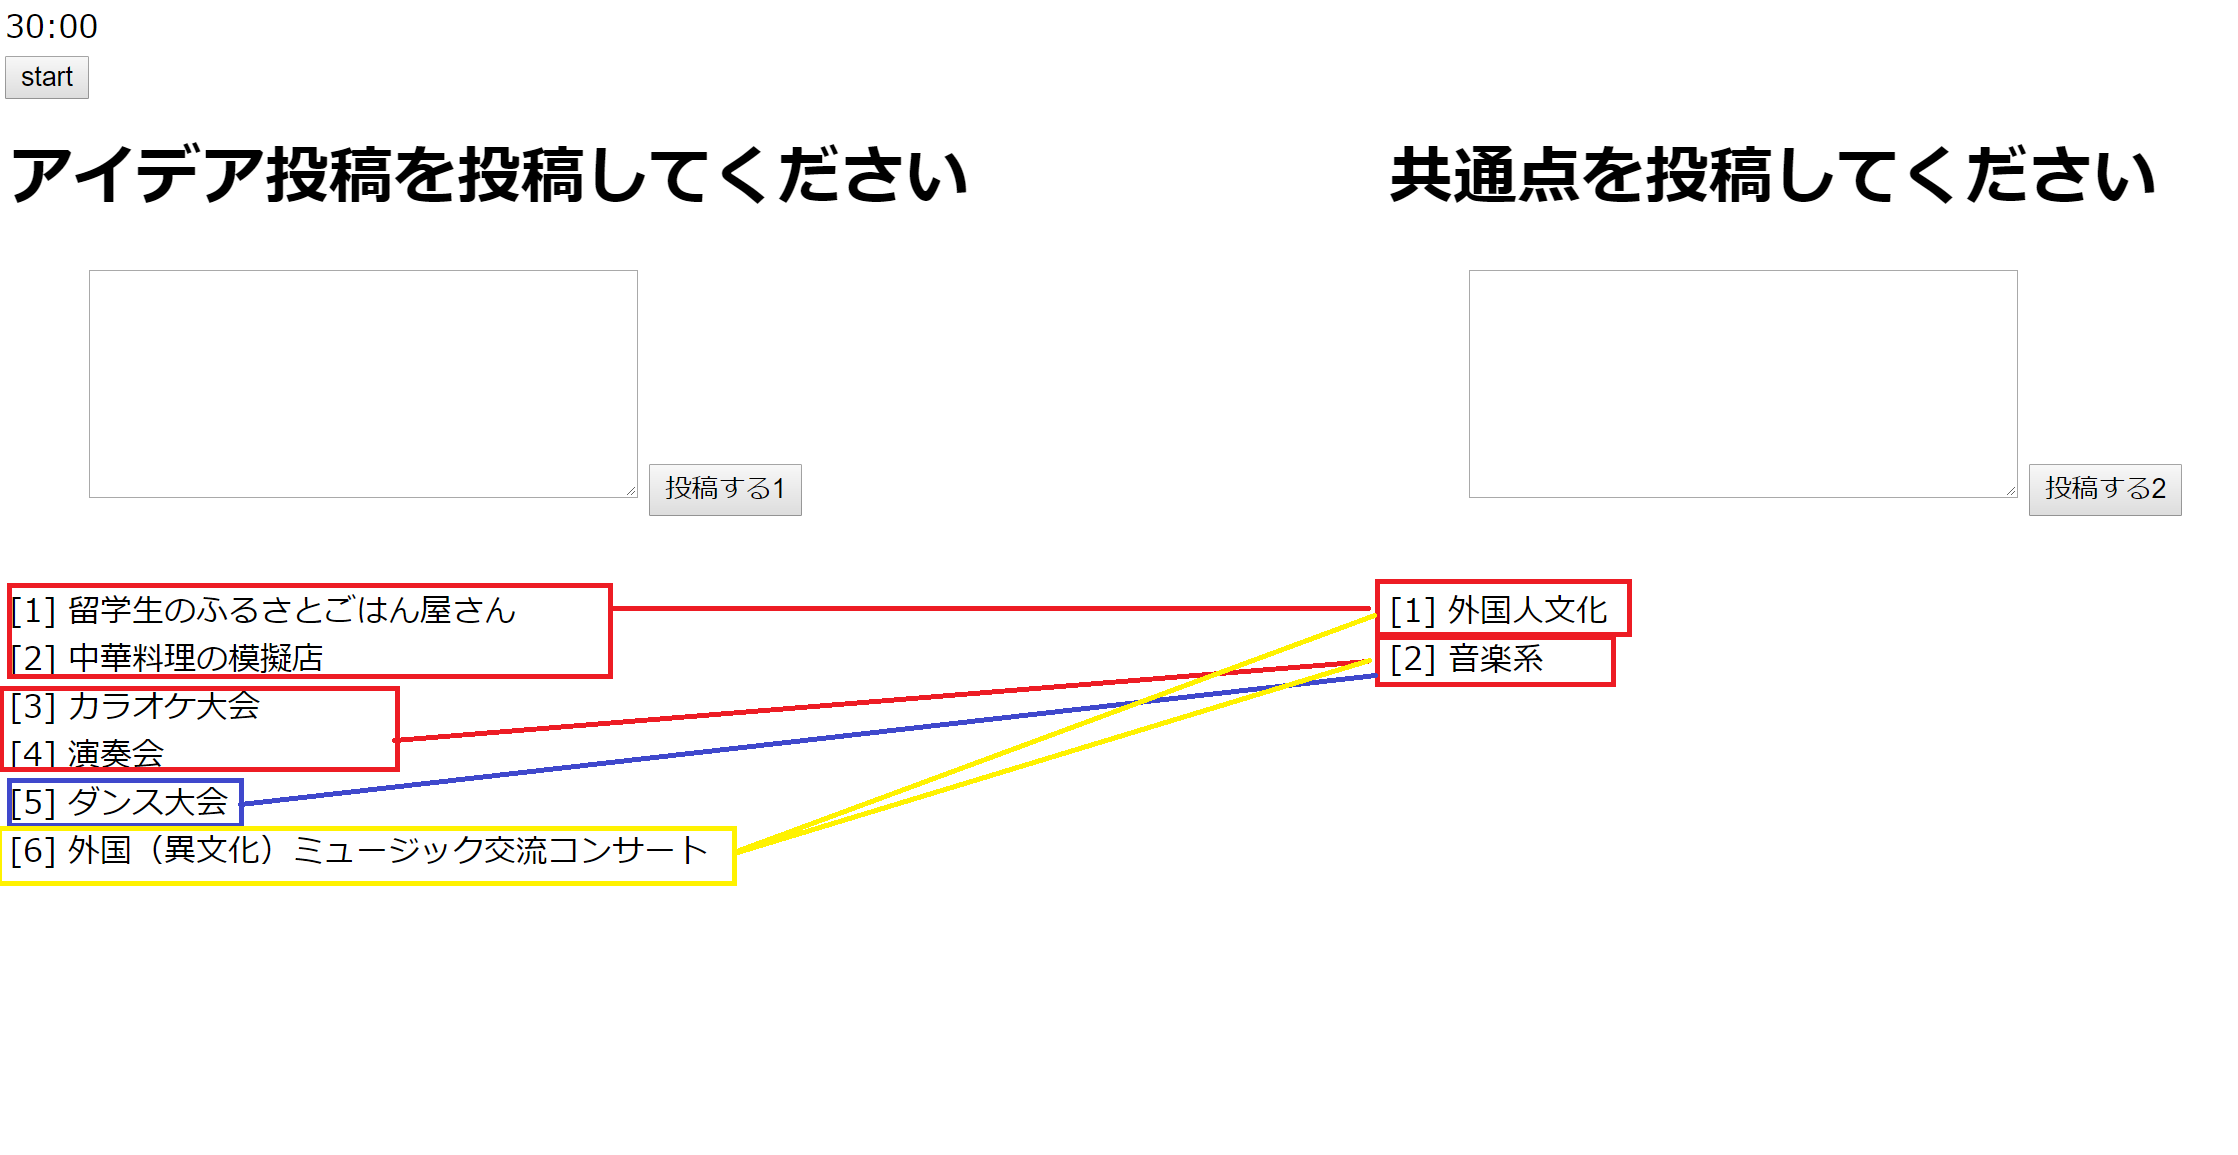 30:00
start
アイデア投稿を投稿してください
投稿する1
[1] 留学生のふるさとごはん屋さん
[2] 中華料理の模擬店
[3] カラオケ大会
[4] 演奏会
[5] ダンス大会
[6] 外国（異文化）ミュージック交流コンサート
共通点を投稿してください
投稿する2
[1] 外国人文化
[2] 音楽系